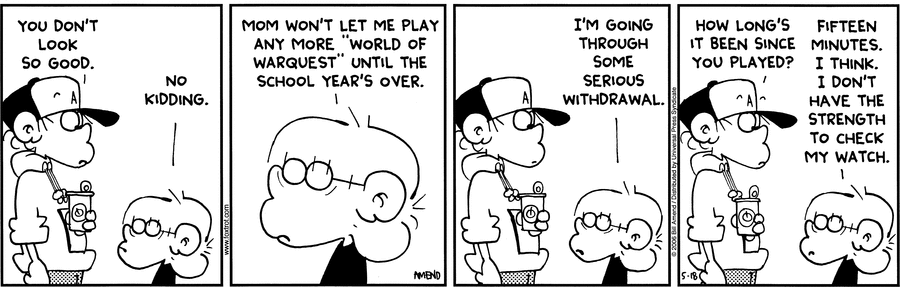 YOU DON'T
LOOK
SO GOOD.
NO
KIDDING.
A
www.foxtrot.com
MOM WON'T LET ME PLAY
ANY MORE "WORLD OF
WARQUEST" UNTIL THE
SCHOOL YEAR'S OVER.
AMEND
I'M GOING
THROUGH
SOME
SERIOUS
WITHDRAWAL.
A
© 2006 Bill Amend / Distributed by Universal Press Syndicate
HOW LONG'S
IT BEEN SINCE
YOU PLAYED?
FIFTEEN
MINUTES.
I THINK.
I DON'T
HAVE THE
STRENGTH
TO CHECK
MY WATCH.
A
5-18